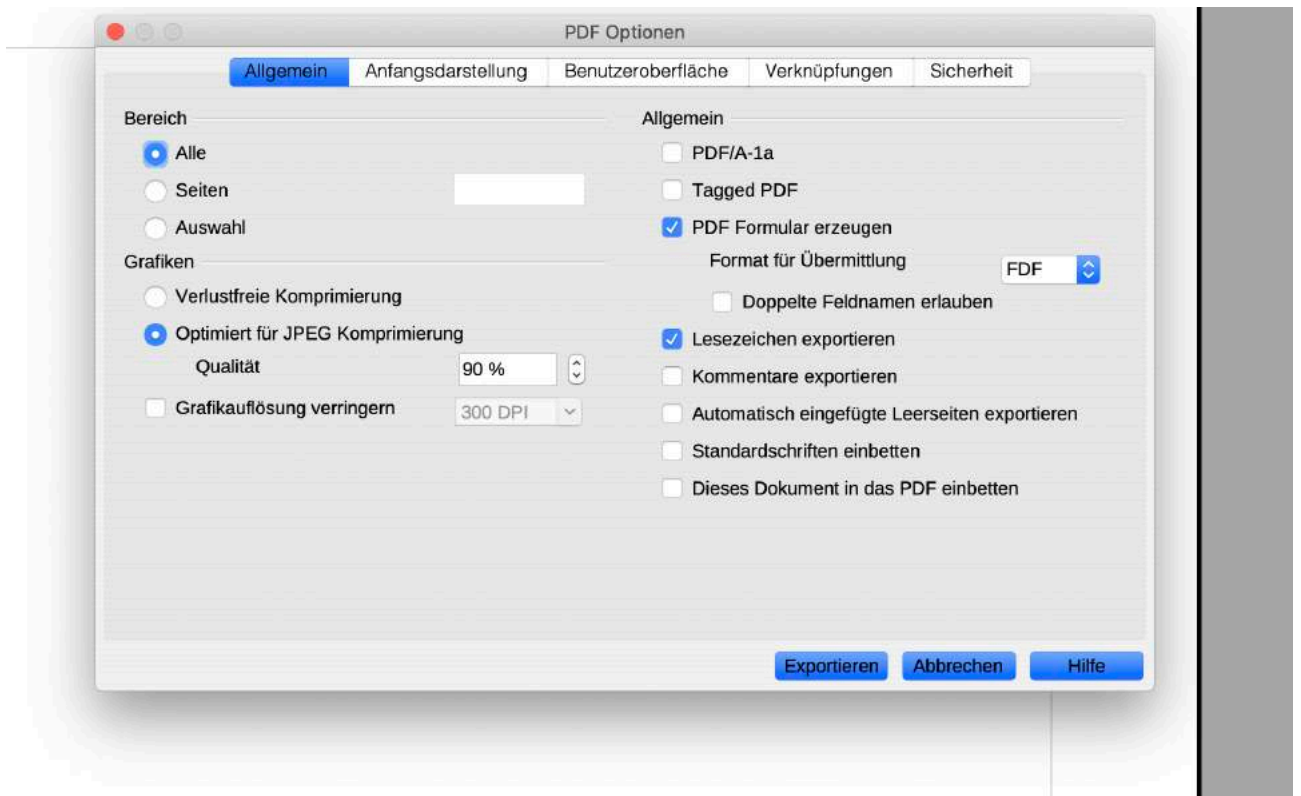 PDF Optionen
Allgemein Anfangsdarstellung Benutzeroberfläche Verknüpfungen Sicherheit
Bereich
Alle
Seiten
Auswahl
Grafiken
Verlustfreie Komprimierung
Optimiert für JPEG Komprimierung
Qualität 90 %
Grafikauflösung verringern 300 DPI
Allgemein
PDF/A-1a
Tagged PDF
PDF Formular erzeugen
Format für Übermittlung FDF
Doppelte Feldnamen erlauben
Lesezeichen exportieren
Kommentare exportieren
Automatisch eingefügte Leerseiten exportieren
Standardschriften einbetten
Dieses Dokument in das PDF einbetten
Exportieren Abbrechen Hilfe